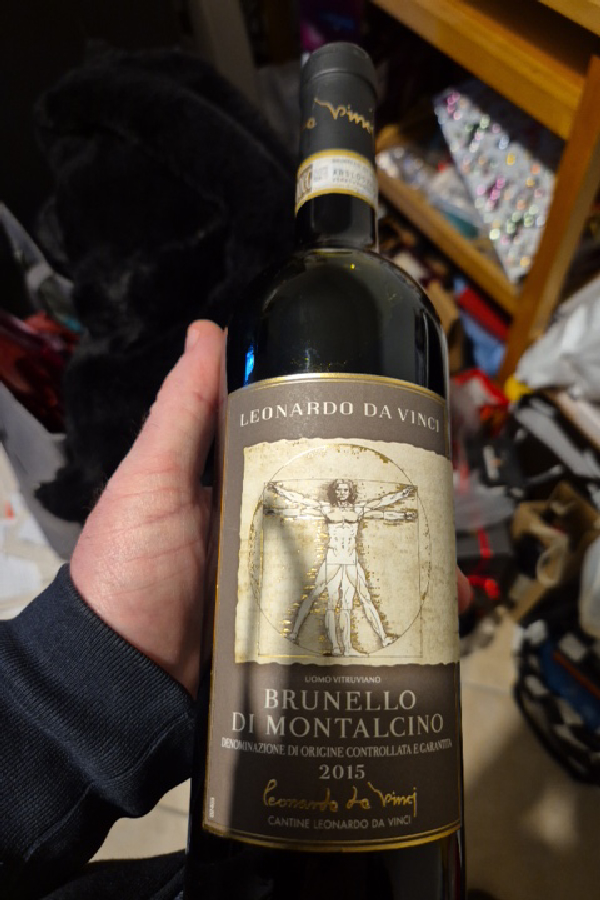 LEONARDO DA VINCI
UOMO VITRUVIANO
BRUNELLO
DI MONTALCINO
DENOMINAZIONE DI ORIGINE CONTROLLATA E GARANTITA
2015
Leonardo da Vinci
CANTINE LEONARDO DA VINCI